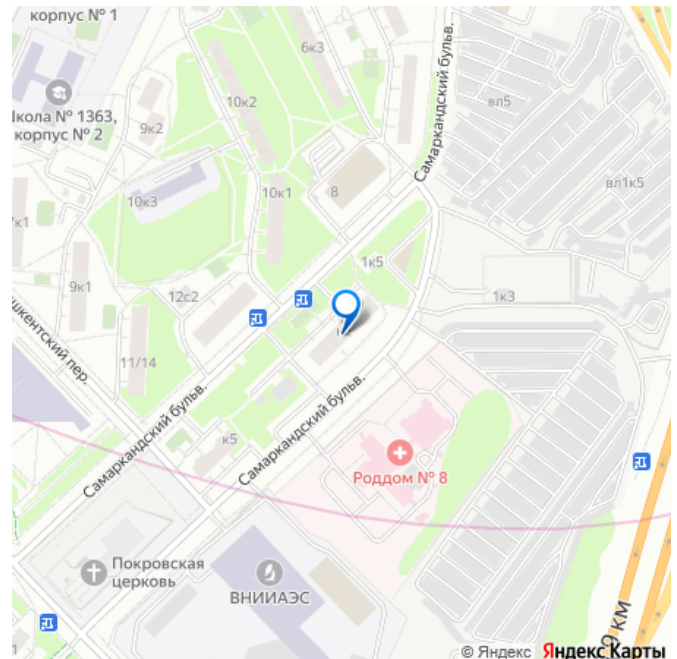 корпус № 1
6к3
Самаркандский бульв.
вл5
10к2
Школа № 1363,
корпус № 2
9к2
10к1
8
вл1к5
10к3
1к5
9к1
12с2
1к3
11/14
Самаркандский бульв.
к5
Самаркандский бульв.
Роддом № 8
Покровская
церковь
ВНИИАЭС
9 км
© Яндекс Яндекс Карты